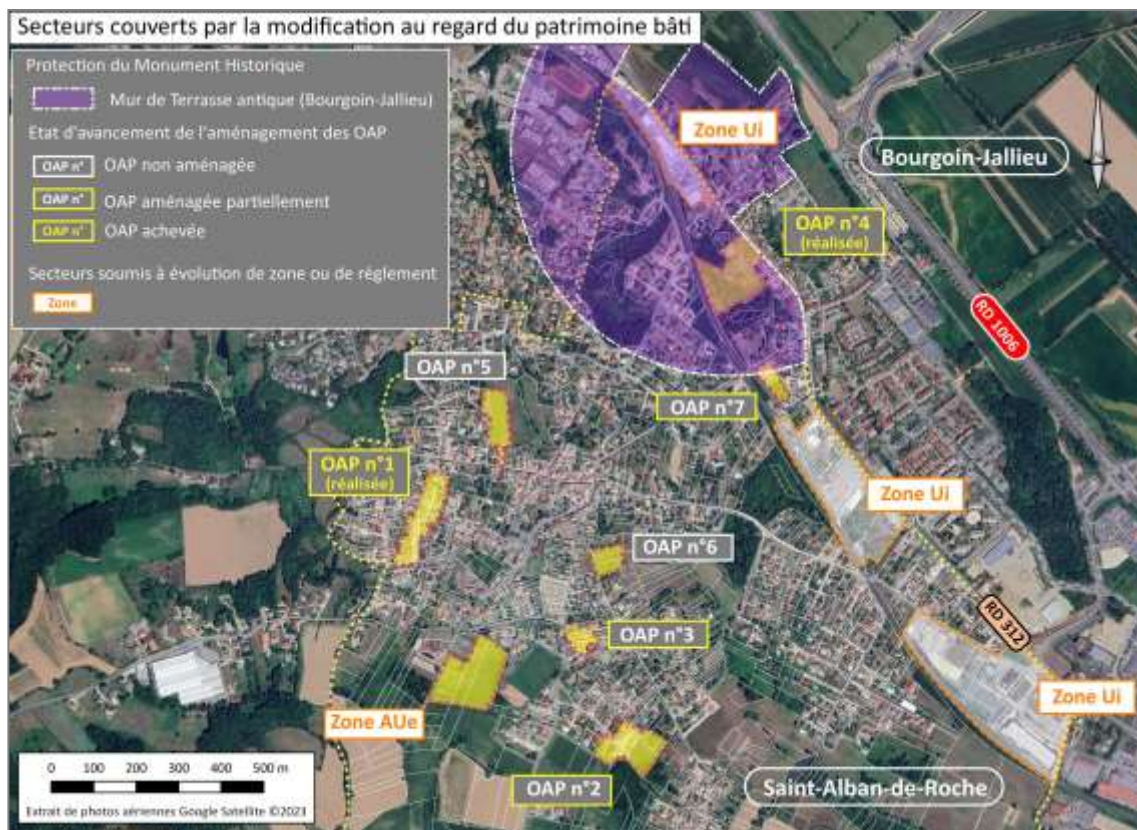 Secteurs couverts par la modification au regard du patrimoine bâti
Protection du Monument Historique
Mur de Terrasse antique (Bourgoin-Jallieu)
Etat d'avancement de l'aménagement des OAP
OAP n° OAP non aménagée
OAP n° OAP aménagée partiellement
OAP n° OAP achevée
Secteurs soumis à évolution de zone ou de règlement
Zone
Zone Ui
Bourgoin-Jallieu
OAP n°4
(réalisée)
RD 1006
OAP n°5
OAP n°7
OAP n°1
(réalisée)
Zone Ui
OAP n°6
RD 312
OAP n°3
Zone Ui
Zone AUe
0 100 200 300 400 500 m
OAP n°2
Saint-Alban-de-Roche
Extrait de photos aériennes Google Satellite ©2023